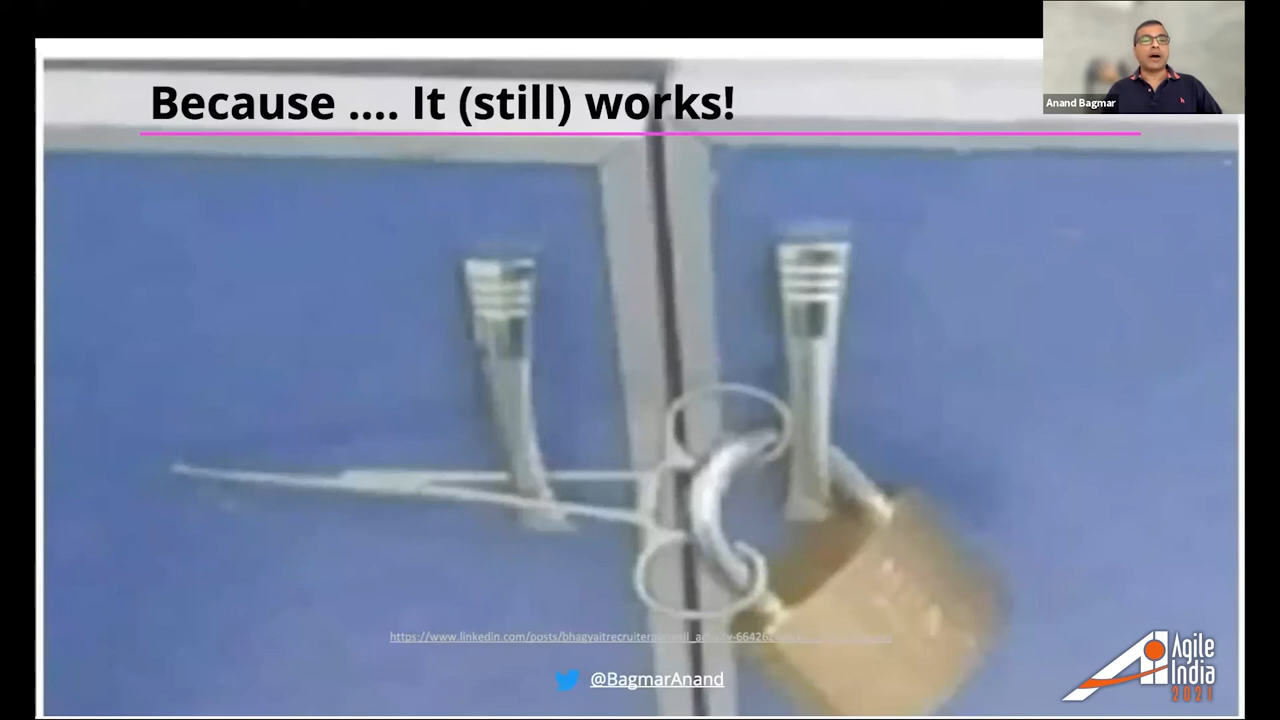 Because .... It (still) works!
Anand Bagmar
@BagmarAnand
Agile
India
2021